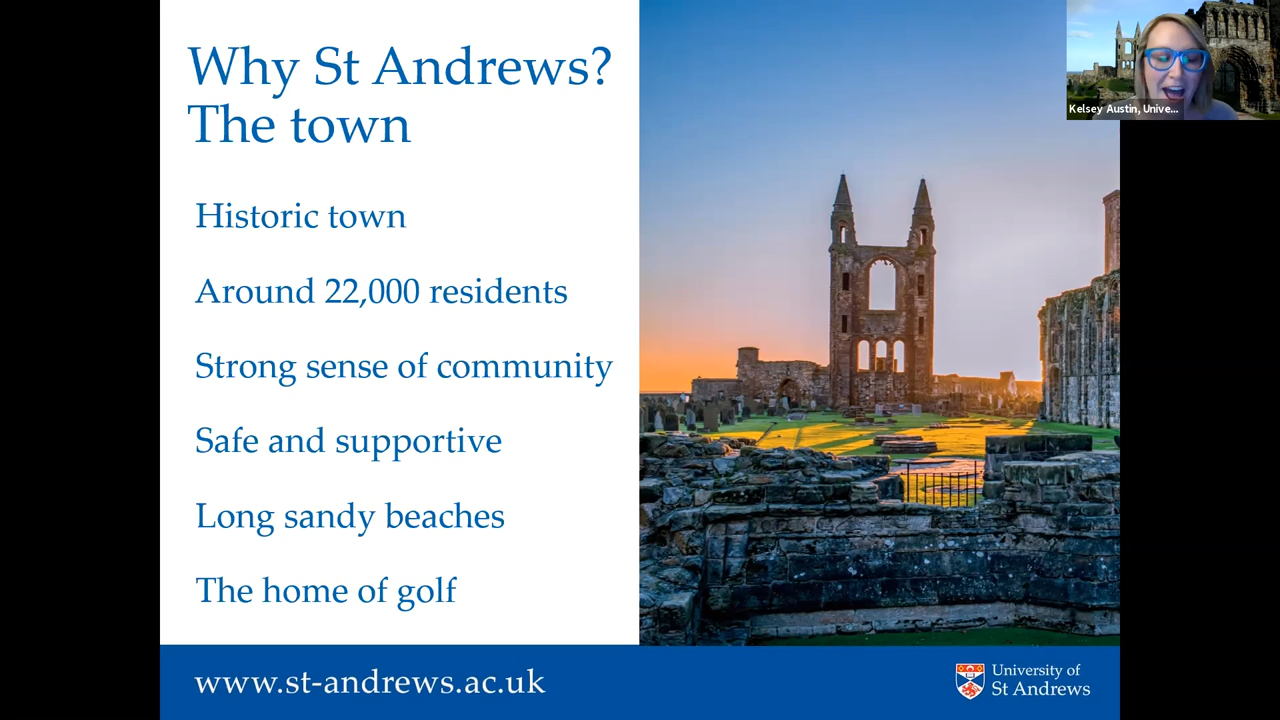 Why St Andrews?
The town
Historic town
Around 22,000 residents
Strong sense of community
Safe and supportive
Long sandy beaches
The home of golf
www.st-andrews.ac.uk
University of
St Andrews
Kelsey Austin, Unive...